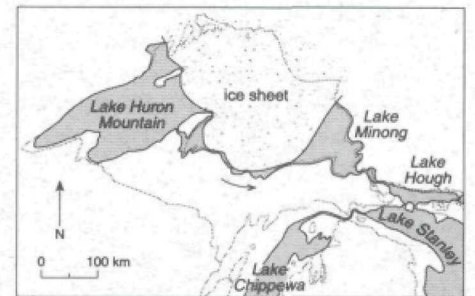 ice sheet
Lake Huron
Mountain
Lake
Minong
Lake
Hough
Lake Stanley
Lake
Chippewa
N
0 100 km